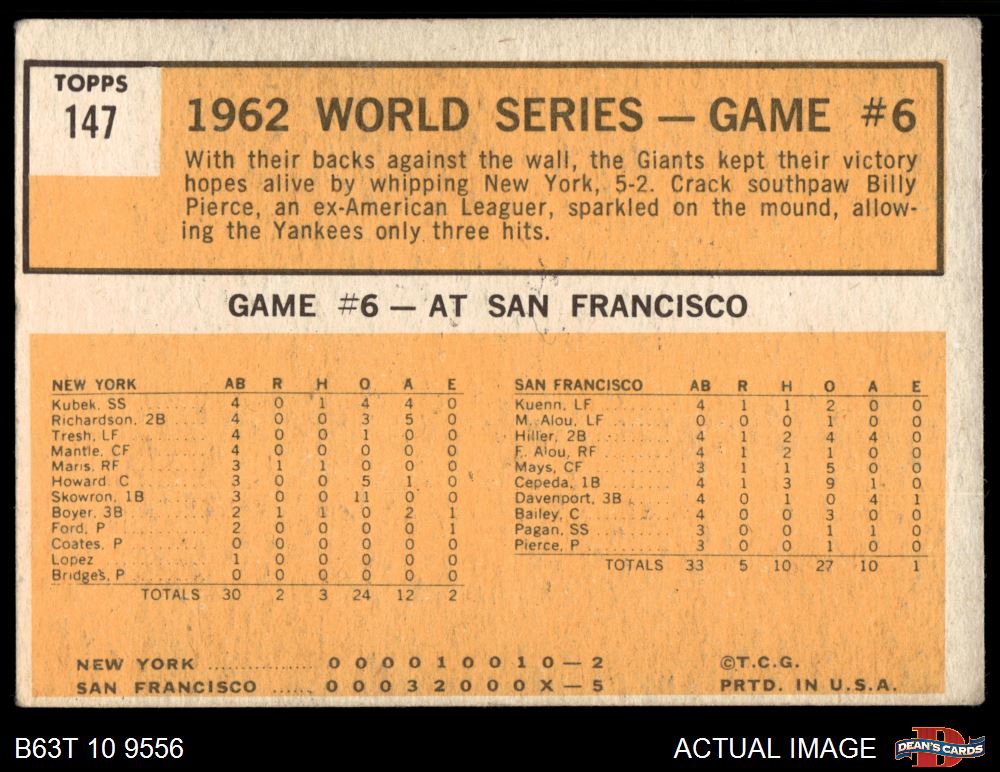 TOPPS
147
1962 WORLD SERIES — GAME #6
With their backs against the wall, the Giants kept their victory
hopes alive by whipping New York, 5-2. Crack southpaw Billy
Pierce, an ex-American Leaguer, sparkled on the mound, allow-
ing the Yankees only three hits.
GAME #6 — AT SAN FRANCISCO
NEW YORK AB R H O A E
Kubek, SS 4 0 1 4 4 0
Richardson, 2B 4 0 0 3 5 0
Tresh, LF 4 0 0 1 0 0
Mantle, CF 4 0 0 0 0 0
Maris, RF 3 1 1 0 0 0
Howard C 3 0 0 5 1 0
Skowron, 1B 3 0 0 11 0 0
Boyer, 3B 2 1 1 0 2 1
Ford, P 2 0 0 0 0 1
Coates, P 0 0 0 0 0 0
Lopez 1 0 0 0 0 0
Bridges, P 0 0 0 0 0 0
TOTALS 30 2 3 24 12 2
SAN FRANCISCO AB R H O A E
Kuenn, LF 4 1 1 2 0 0
M. Alou, LF 0 0 0 1 0 0
Hiller, 2B 4 1 2 4 4 0
F. Alou, RF 4 1 2 1 0 0
Mays, CF 3 1 1 5 0 0
Cepeda, 1B 4 1 3 9 1 0
Davenport, 3B 4 0 1 0 4 1
Bailey, C 4 0 0 3 0 0
Pagan, SS 3 0 0 1 1 0
Pierce, P 3 0 0 1 0 0
TOTALS 33 5 10 27 10 1
NEW YORK ............ 0 0 0 0 1 0 0 1 0 — 2
SAN FRANCISCO ...... 0 0 0 3 2 0 0 0 X — 5
©T.C.G.
PRTD. IN U.S.A.
B63T 10 9556
ACTUAL IMAGE
D
DEAN'S CARDS